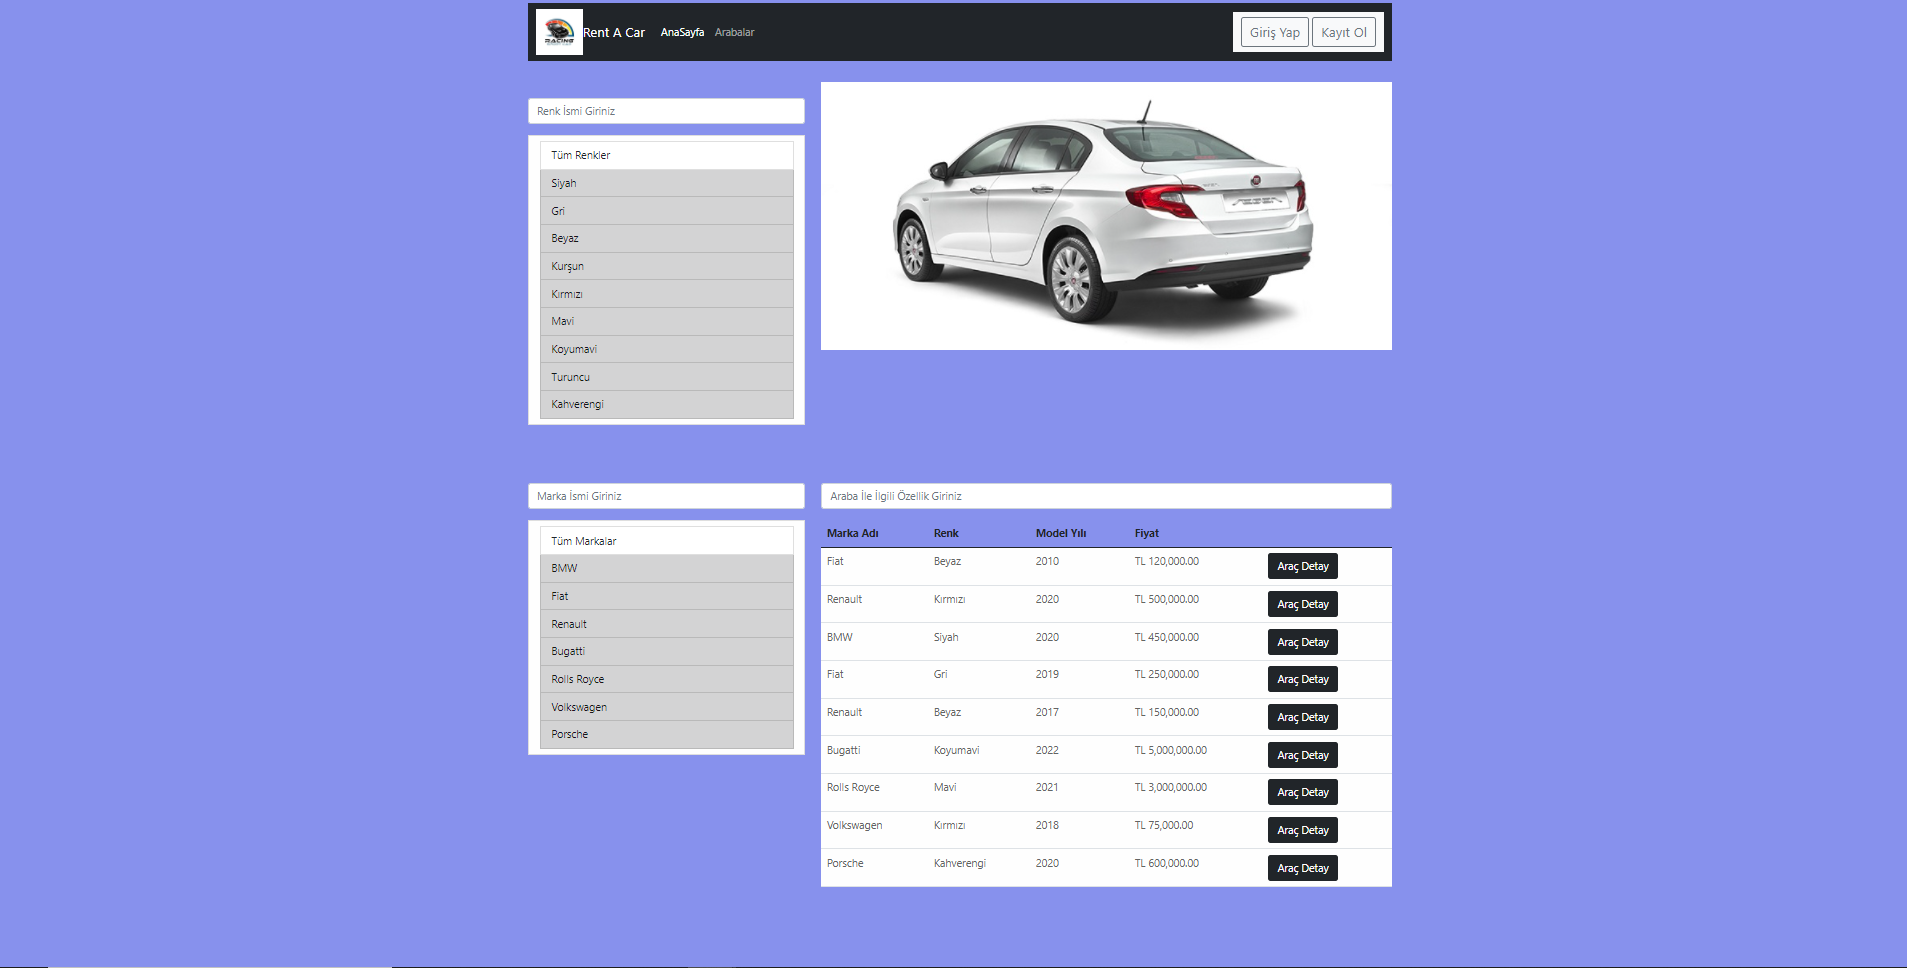 RACING
Rent A Car
AnaSayfa
Arabalar
Giriş Yap
Kayıt Ol
Renk İsmi Giriniz
Tüm Renkler
Siyah
Gri
Beyaz
Kurşun
Kırmızı
Mavi
Koyumavi
Turuncu
Kahverengi
Marka İsmi Giriniz
Tüm Markalar
BMW
Fiat
Renault
Bugatti
Rolls Royce
Volkswagen
Porsche
Araba İle İlgili Özellik Giriniz
Marka Adı Renk Model Yılı Fiyat
Fiat Beyaz 2010 TL 120,000.00 Araç Detay
Renault Kırmızı 2020 TL 500,000.00 Araç Detay
BMW Siyah 2020 TL 450,000.00 Araç Detay
Fiat Gri 2019 TL 250,000.00 Araç Detay
Renault Beyaz 2017 TL 150,000.00 Araç Detay
Bugatti Koyumavi 2022 TL 5,000,000.00 Araç Detay
Rolls Royce Mavi 2021 TL 3,000,000.00 Araç Detay
Volkswagen Kırmızı 2018 TL 75,000.00 Araç Detay
Porsche Kahverengi 2020 TL 600,000.00 Araç Detay